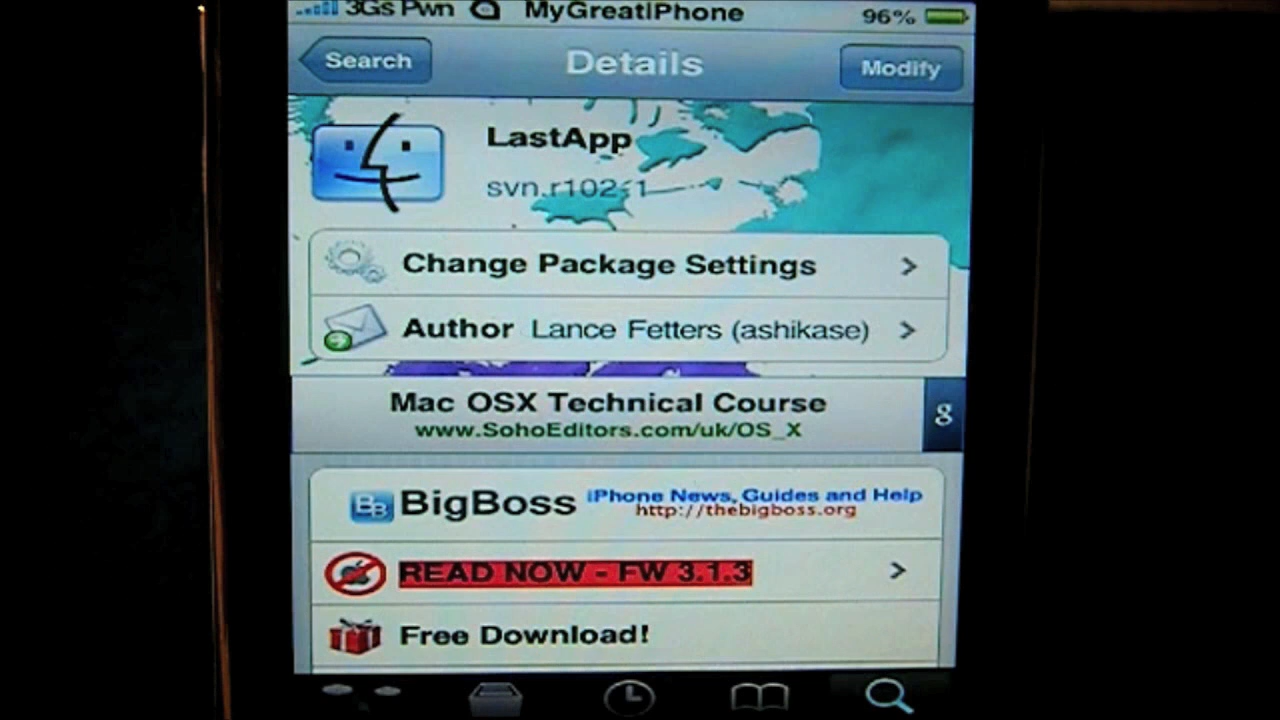 3Gs Pwn MyGreatiPhone 96%
Search Details Modify
LastApp
svn.r102-1
Change Package Settings
Author Lance Fetters (ashikase)
Mac OSX Technical Course
www.SohoEditors.com/uk/OS_X
g
BB BigBoss iPhone News, Guides and Help
http://thebigboss.org
READ NOW - FW 3.1.3
Free Download!